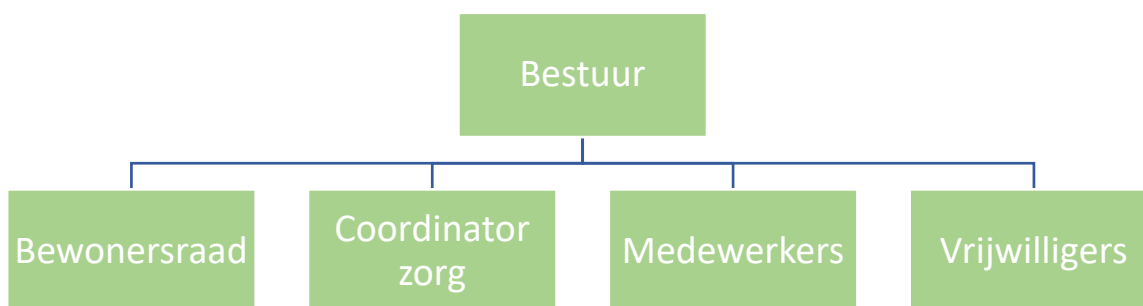 Bestuur
Bewonersraad
Coordinator
zorg
Medewerkers
Vrijwilligers